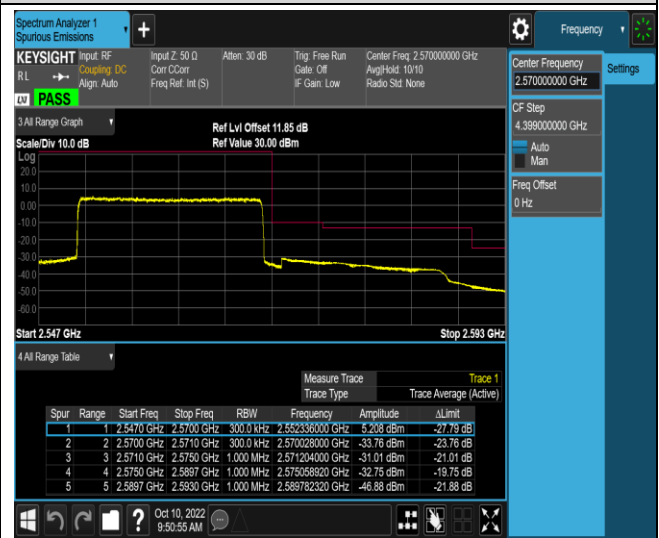 Spectrum Analyzer 1
Spurious Emissions
Frequency
KEYSIGHT Input: RF Input Z: 50 Ω Atten: 30 dB Trig: Free Run Center Freq: 2.570000000 GHz
RL Coupling: DC Corr CCorr Gate: Off Avg|Hold: 10/10
Align: Auto Freq Ref: Int (S) IF Gain: Low Radio Std: None
LXI PASS
Center Frequency
2.570000000 GHz
Settings
CF Step
4.399000000 GHz
Auto
Man
Freq Offset
0 Hz
3 All Range Graph
Ref Lvl Offset 11.85 dB
Scale/Div 10.0 dB Ref Value 30.00 dBm
Log
20.0
10.0
0.00
-10.0
-20.0
-30.0
-40.0
-50.0
-60.0
Start 2.547 GHz Stop 2.593 GHz
4 All Range Table
Measure Trace Trace 1
Trace Type Trace Average (Active)
Spur Range Start Freq Stop Freq RBW Frequency Amplitude ΔLimit
1 1 2.5470 GHz 2.5700 GHz 300.0 kHz 2.552336000 GHz 5.208 dBm -27.79 dB
2 2 2.5700 GHz 2.5710 GHz 300.0 kHz 2.570028000 GHz -33.76 dBm -23.76 dB
3 3 2.5710 GHz 2.5750 GHz 1.000 MHz 2.571204000 GHz -31.01 dBm -21.01 dB
4 4 2.5750 GHz 2.5897 GHz 1.000 MHz 2.575058920 GHz -32.75 dBm -19.75 dB
5 5 2.5897 GHz 2.5930 GHz 1.000 MHz 2.589782320 GHz -46.88 dBm -21.88 dB
Oct 10, 2022
9:50:55 AM